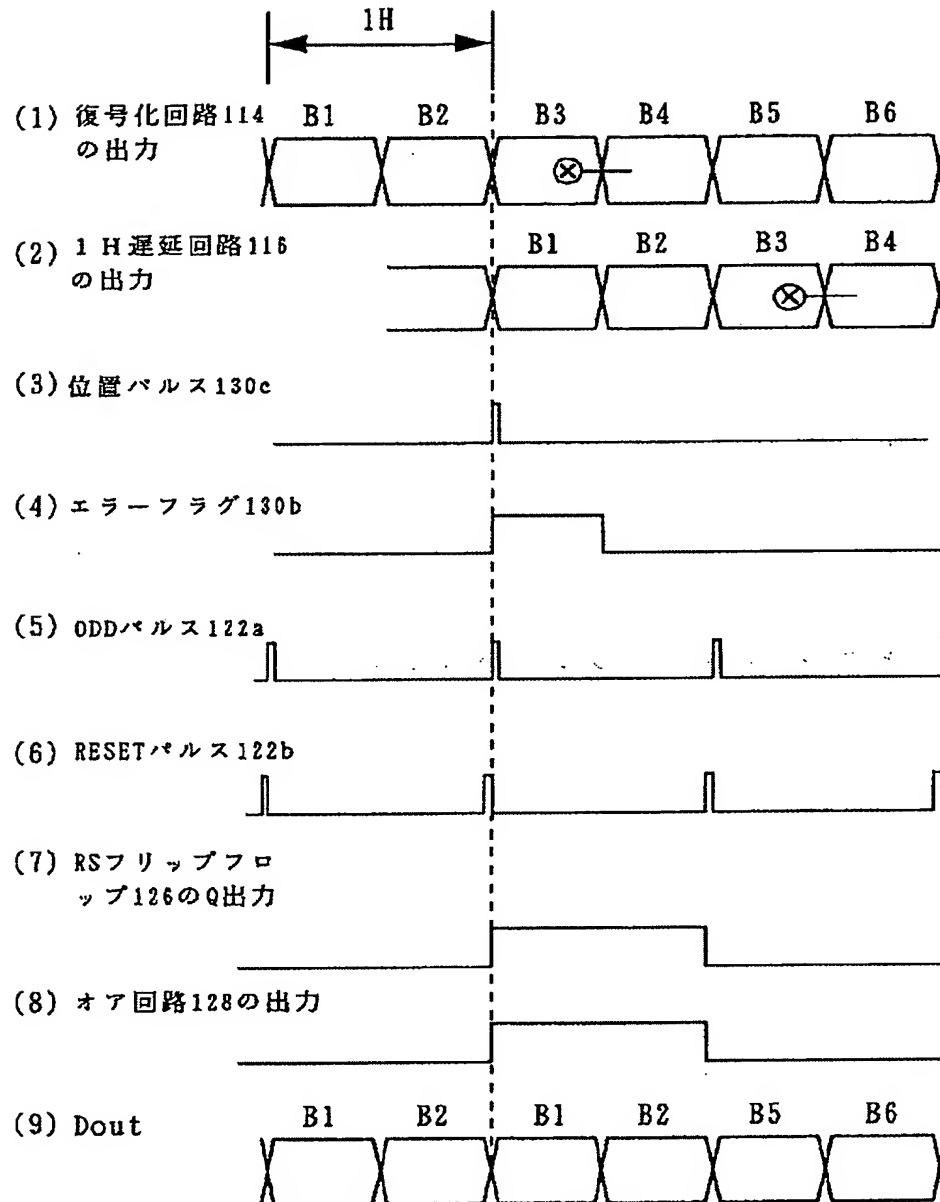 1H
(1) 復号化回路114 B1 B2 B3 B4 B5 B6
の出力
(2) 1H遅延回路116 B1 B2 B3 B4
の出力
(3) 位置パルス130c
(4) エラーフラグ130b
(5) ODDパルス122a
(6) RESETパルス122b
(7) RSフリップフロ
ップ126のQ出力
(8) オア回路128の出力
(9) Dout B1 B2 B1 B2 B5 B6